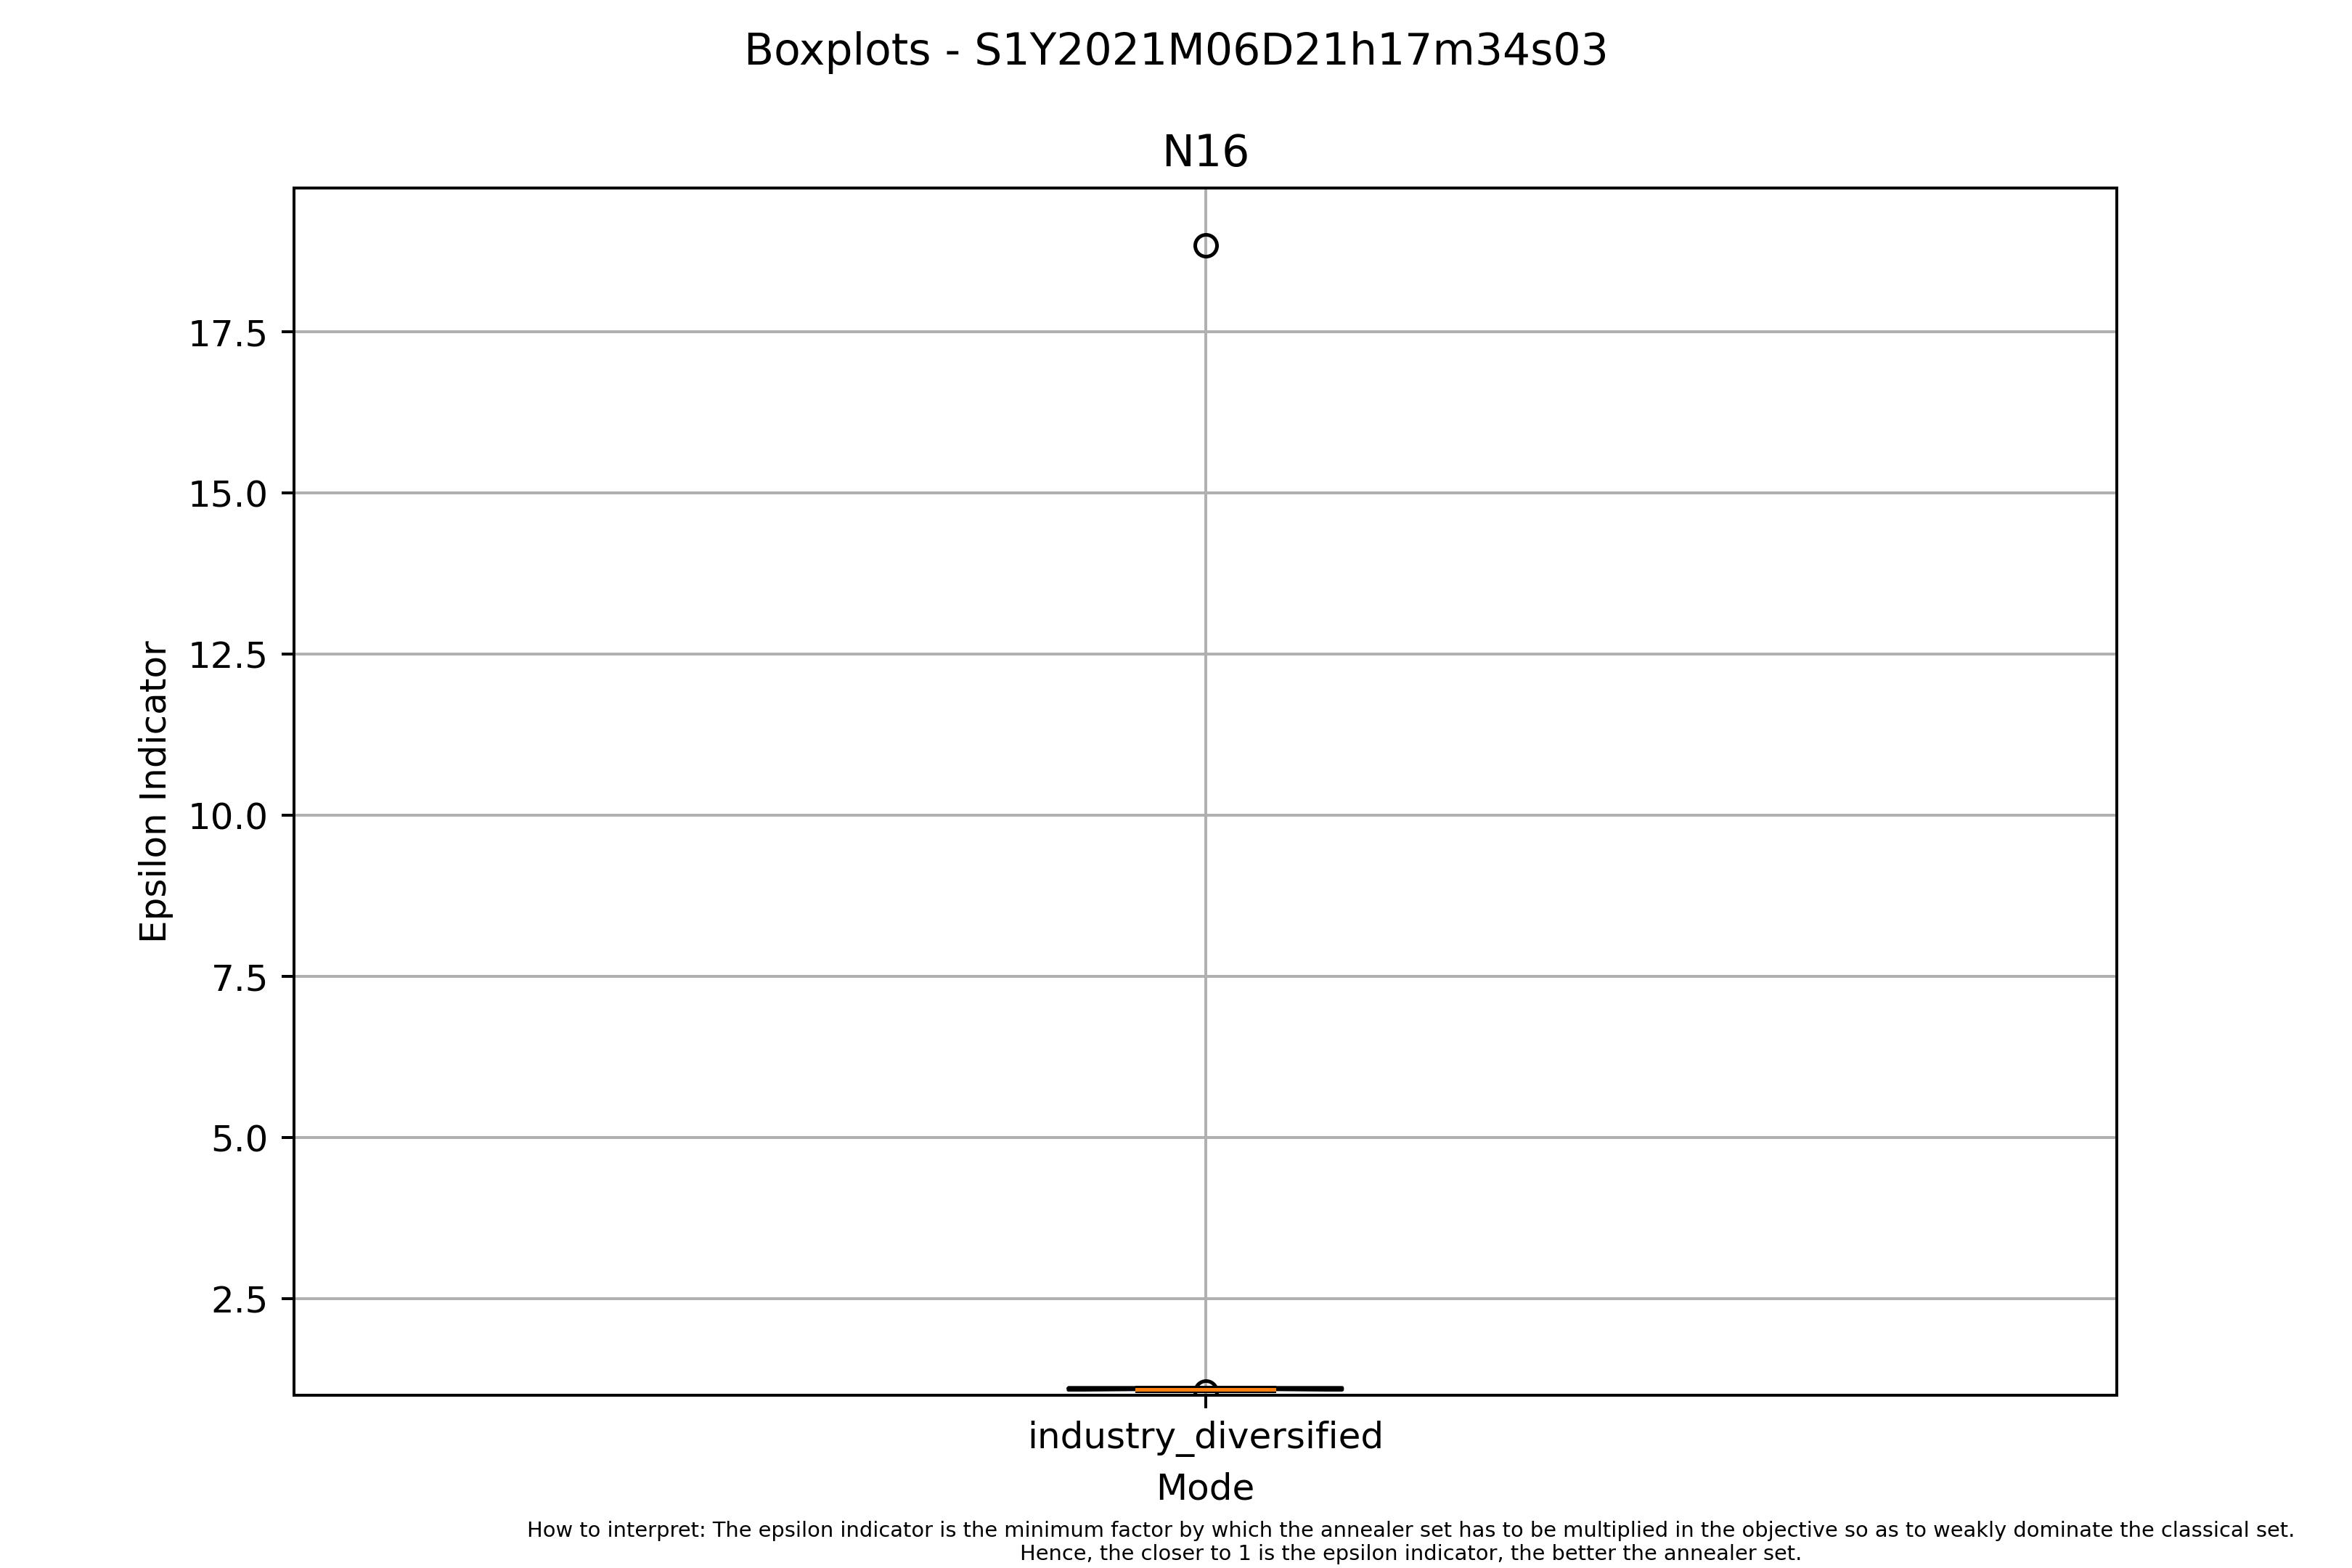 Boxplots - S1Y2021M06D21h17m34s03
N16
17.5
15.0
12.5
10.0
7.5
5.0
2.5
Epsilon Indicator
industry_diversified
Mode
How to interpret: The epsilon indicator is the minimum factor by which the annealer set has to be multiplied in the objective so as to weakly dominate the classical set.
Hence, the closer to 1 is the epsilon indicator, the better the annealer set.